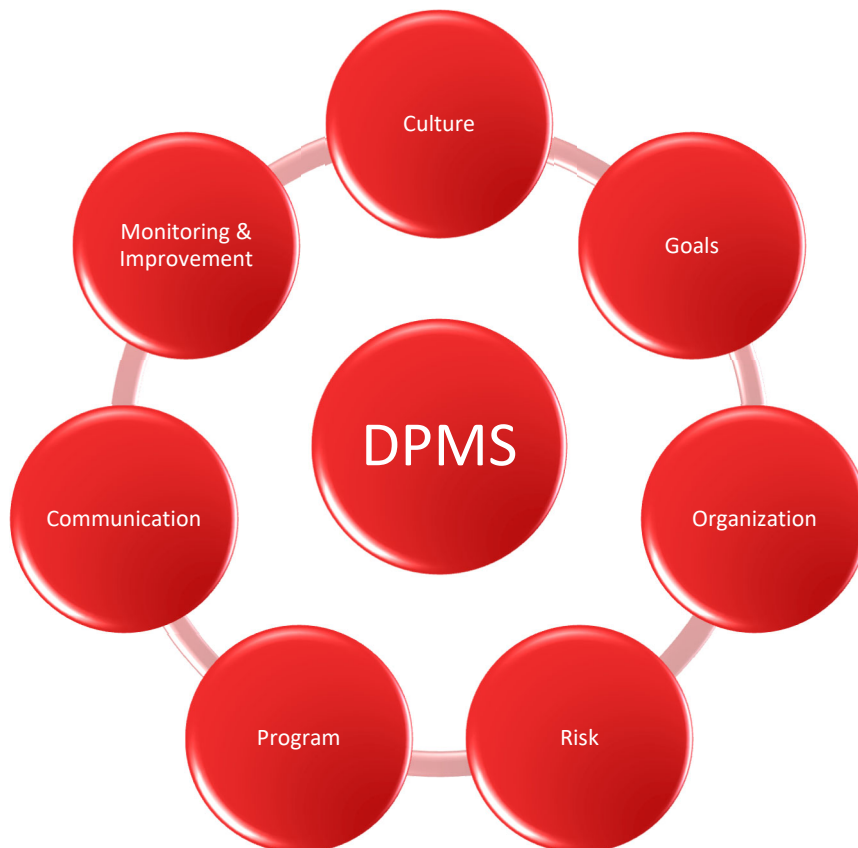 Culture
Goals
Organization
Risk
Program
Communication
Monitoring &
Improvement
DPMS